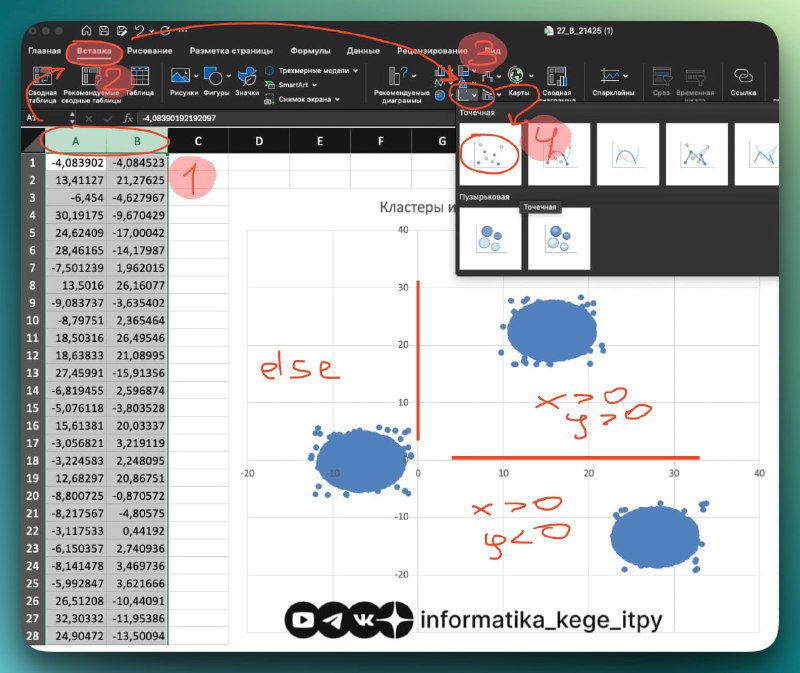 27_B_21425 (1)
Главная Вставка Рисование Разметка страницы Формулы Данные Рецензирование Вид
3
2
Сводная таблица
Рекомендуемые сводные таблицы
Таблица
Рисунки
Фигуры
Значки
Трехмерные модели
SmartArt
Снимок экрана
Рекомендуемые диаграммы
Карты
Сводная диаграмма
Спарклайны
Срез
Временная шкала
Ссылка
fx -4,08390192192097
Точечная
4
Пузырьковая
Точечная
A B C D E F G
1 -4,083902 -4,084523
2 13,41127 21,27625
3 -6,454 -4,627967
4 30,19175 -9,670429
5 24,62409 -17,00042
6 28,46165 -14,17987
7 -7,501239 1,962015
8 13,5016 26,16077
9 -9,083737 -3,635402
10 -8,79751 2,365464
11 18,50316 26,49546
12 18,63833 21,08995
13 27,45991 -15,91356
14 -6,819455 2,596874
15 -5,076118 -3,803528
16 15,61381 20,03337
17 -3,056821 3,219119
18 -3,224583 2,248095
19 12,68297 20,86751
20 -8,800725 -0,870572
21 -8,217567 -4,80575
22 -3,117533 0,44192
23 -6,150357 2,740936
24 -8,141478 3,469736
25 -5,992847 3,621666
26 26,51208 -10,44091
27 32,30332 -11,95386
28 24,90472 -13,50094
1
Кластеры и
40
30
20
10
0
-10
-20
-20 -10 0 10 20 30 40
else
x > 0
y > 0
x > 0
y < 0
informatika_kege_itpy